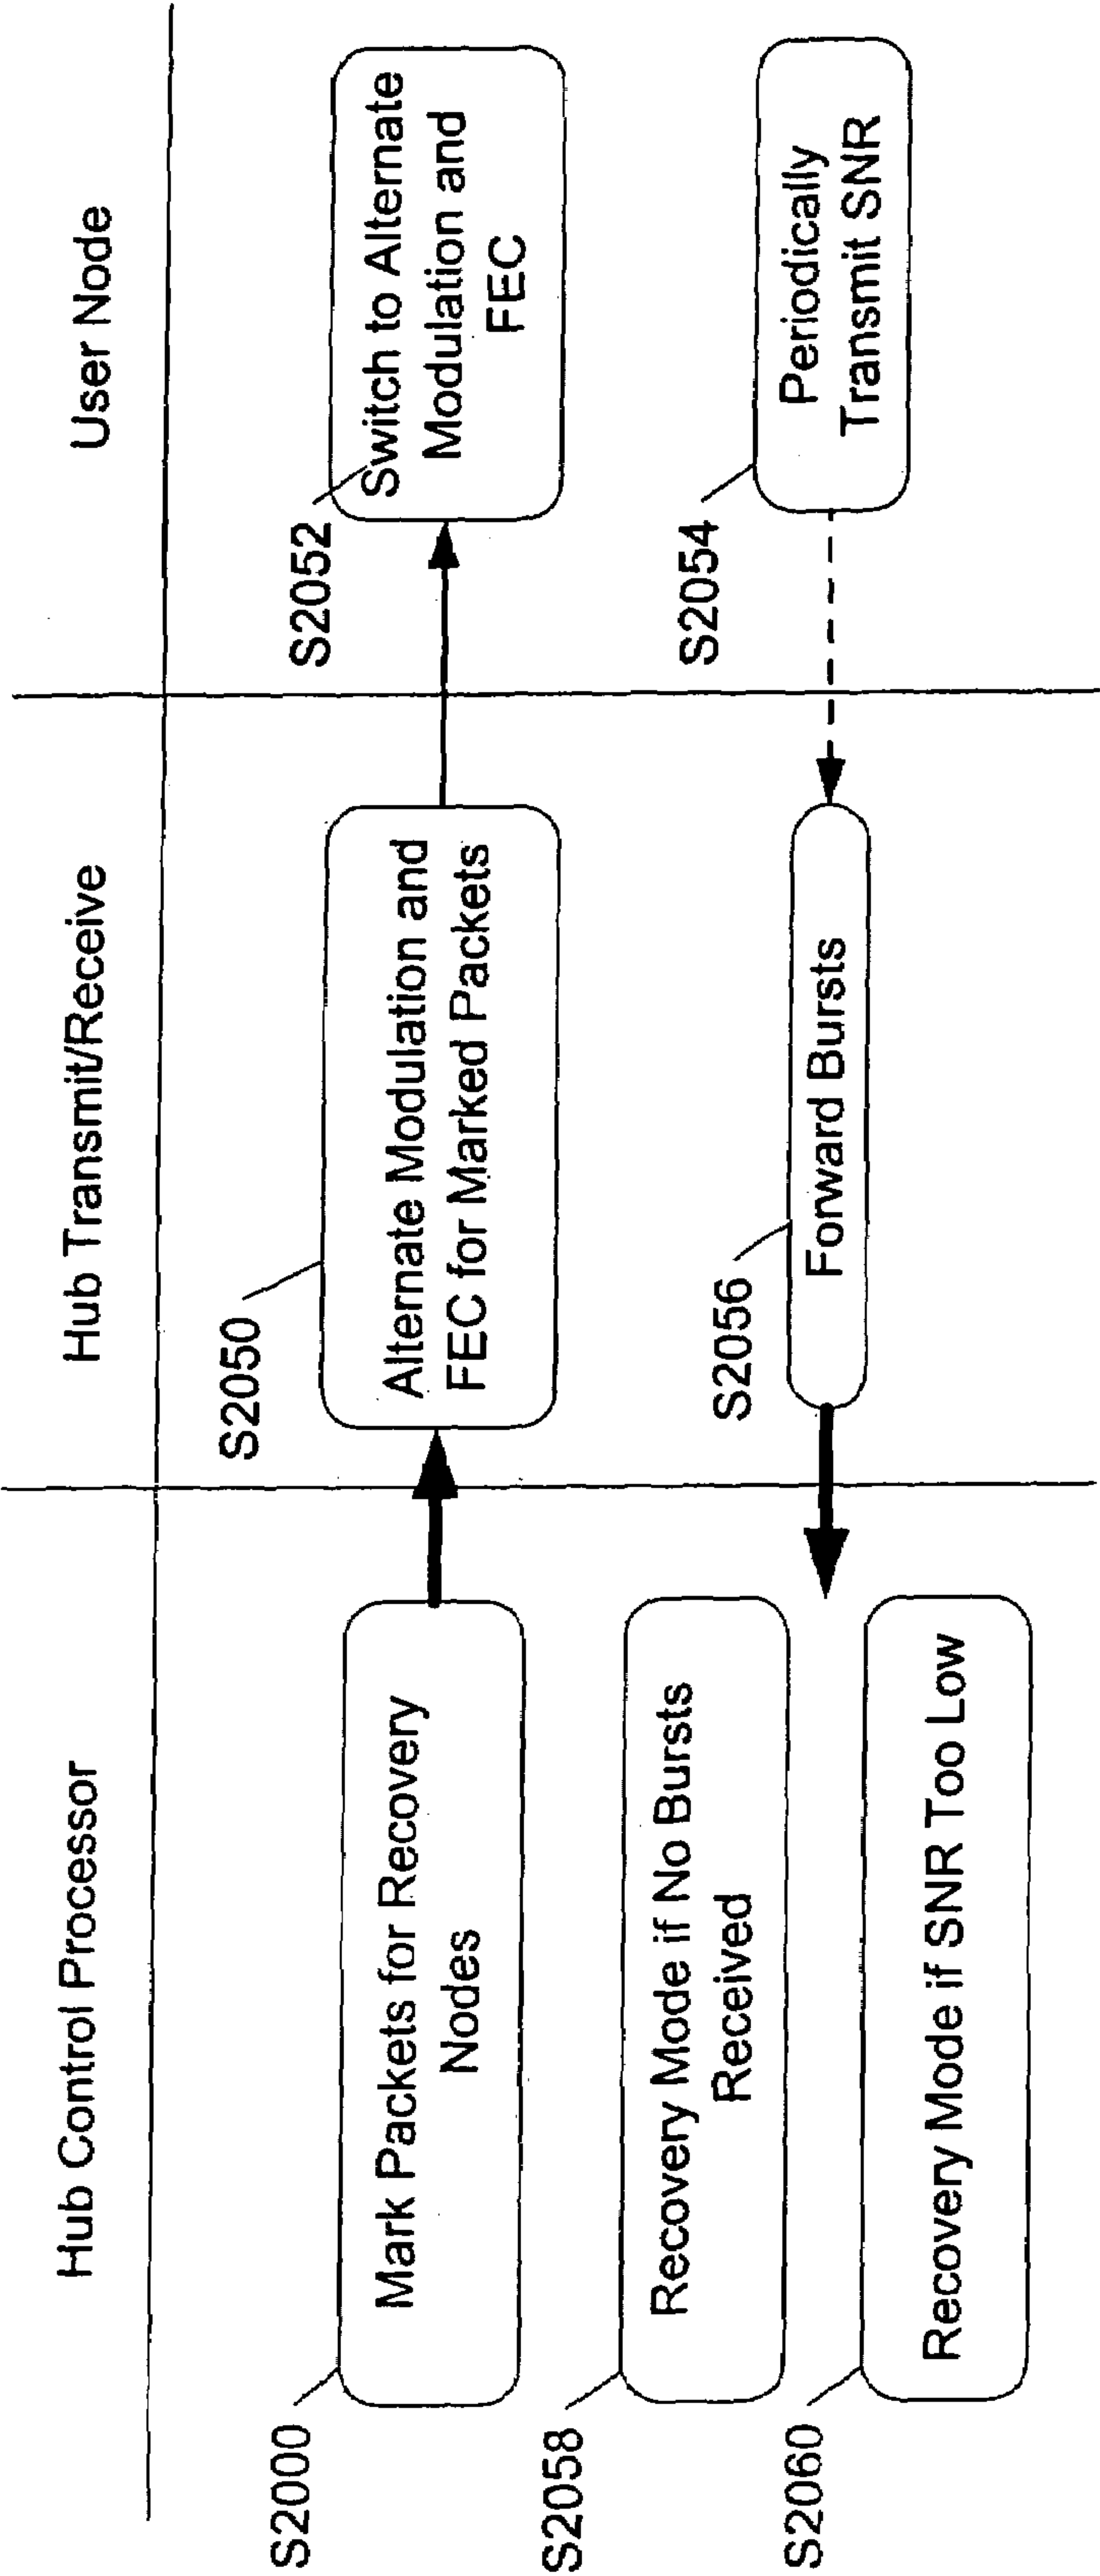 Hub Control Processor
Hub Transmit/Receive
User Node
S2000
Mark Packets for Recovery
Nodes
S2050
Alternate Modulation and
FEC for Marked Packets
S2052
Switch to Alternate
Modulation and
FEC
S2054
Periodically
Transmit SNR
S2056
Forward Bursts
S2058
Recovery Mode if No Bursts
Received
S2060
Recovery Mode if SNR Too Low